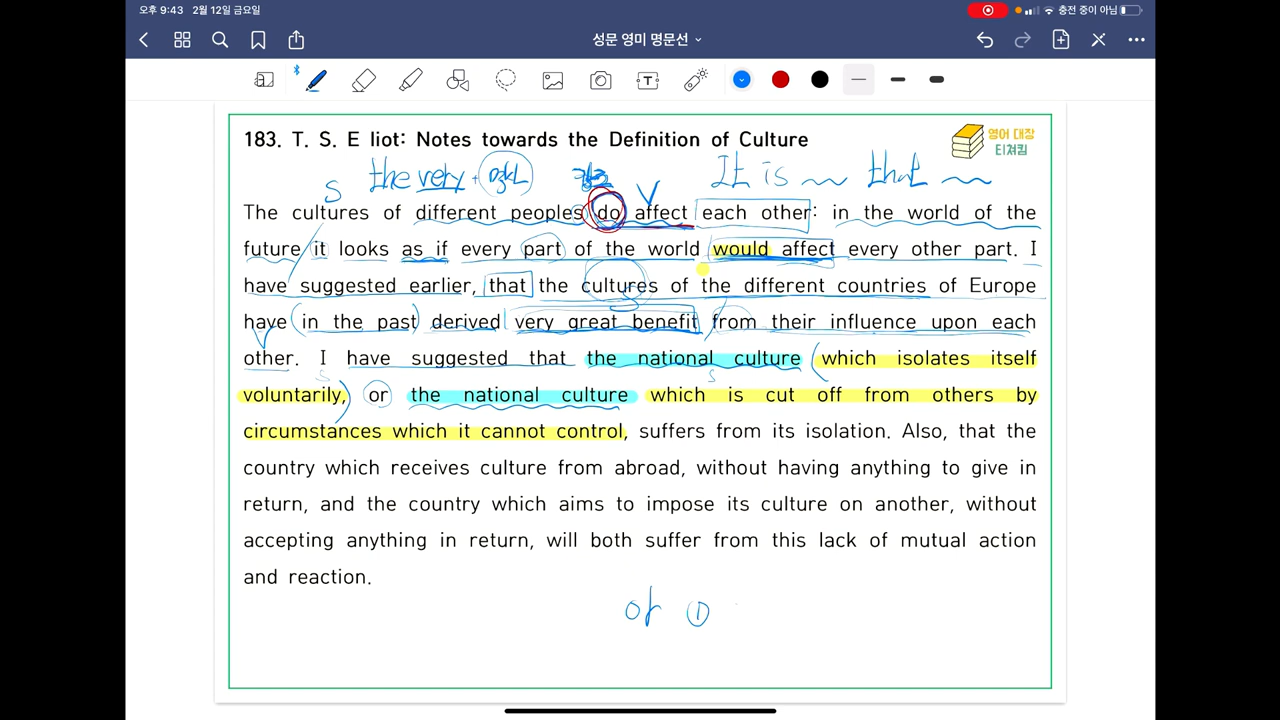 오후 9:43 2월 12일 금요일
충전 중이 아님
성문 영미 명문선
183. T. S. E liot: Notes towards the Definition of Culture
영어 대장
티쳐킴
the very +
It is that
S
V
The cultures of different peoples do affect each other: in the world of the
future it looks as if every part of the world would affect every other part. I
have suggested earlier, that the cultures of the different countries of Europe
have (in the past) derived very great benefit from their influence upon each
other. I have suggested that the national culture (which isolates itself
S
S
voluntarily,) or the national culture which is cut off from others by
circumstances which it cannot control, suffers from its isolation. Also, that the
country which receives culture from abroad, without having anything to give in
return, and the country which aims to impose its culture on another, without
accepting anything in return, will both suffer from this lack of mutual action
and reaction.
or ①